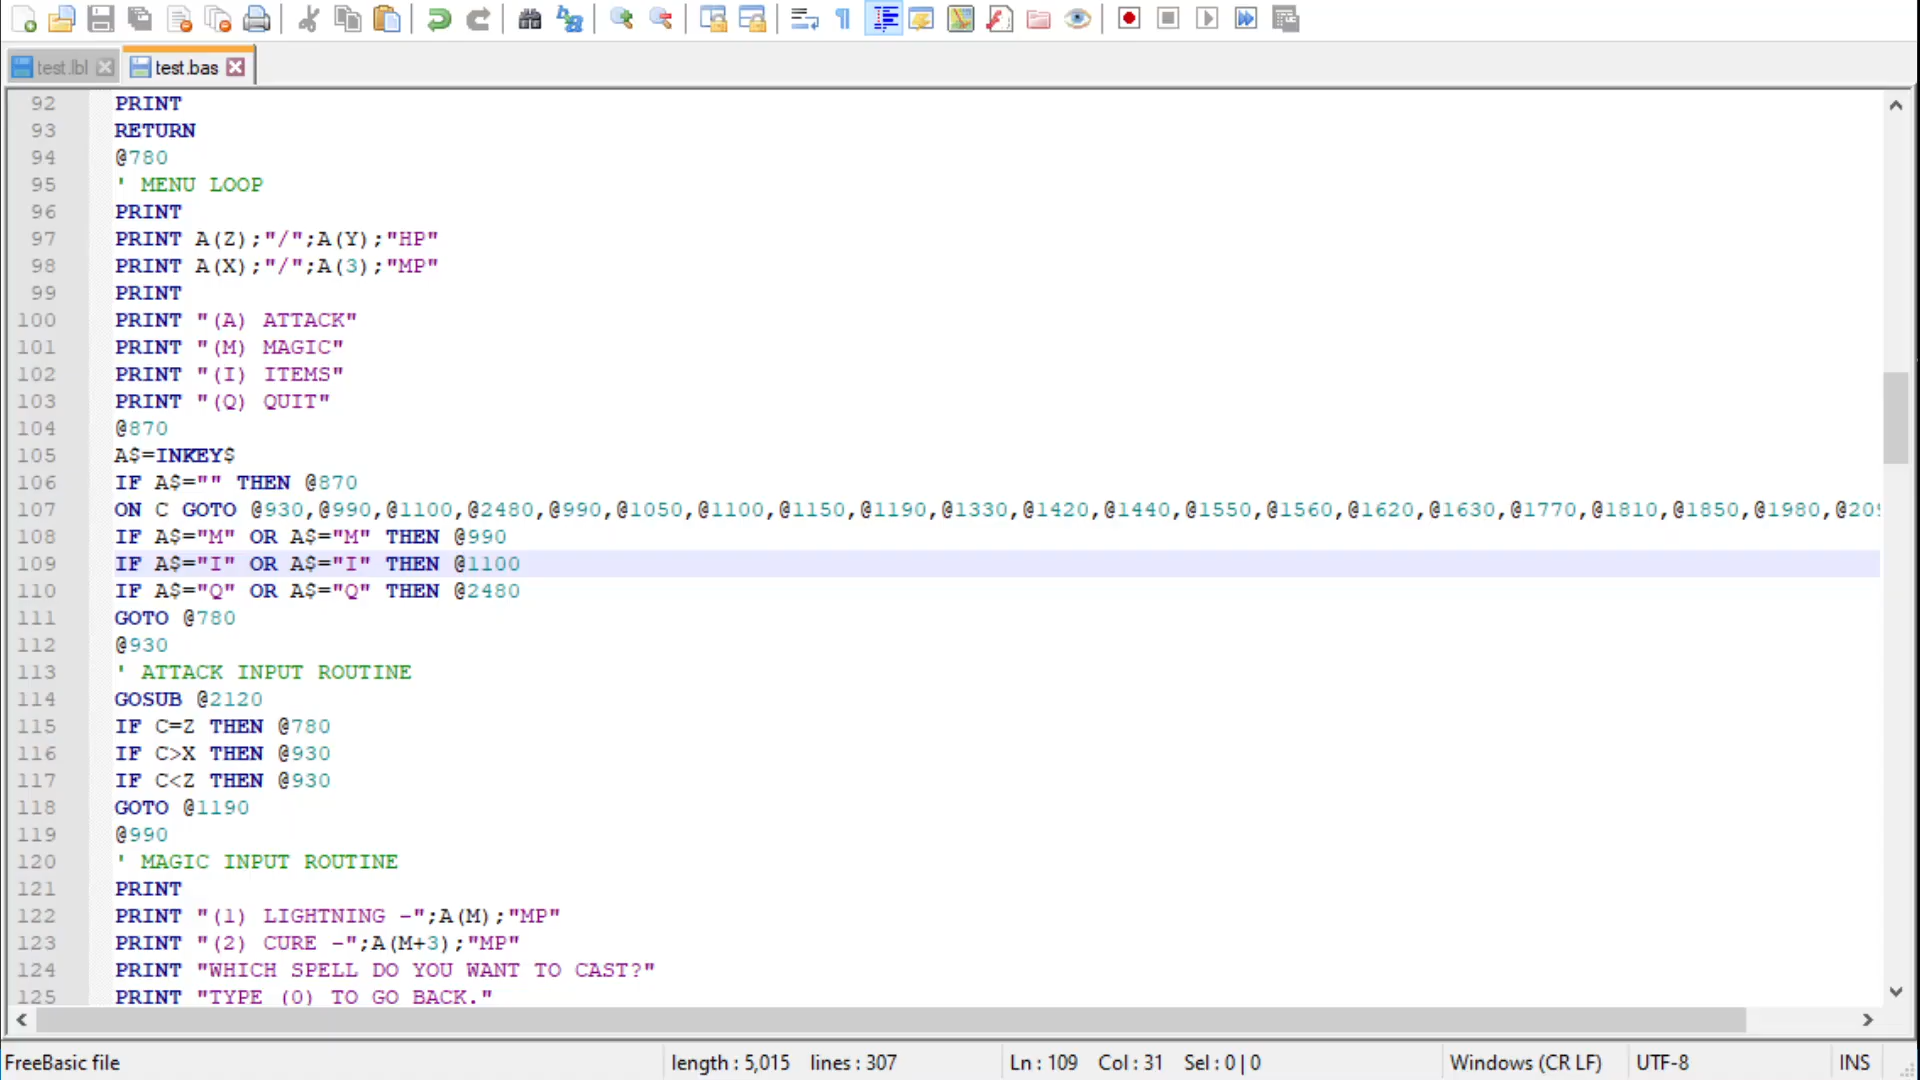 test.lbl
test.bas
92 PRINT
93 RETURN
94 @780
95 ' MENU LOOP
96 PRINT
97 PRINT A(Z);"/";A(Y);"HP"
98 PRINT A(X);"/";A(3);"MP"
99 PRINT
100 PRINT "(A) ATTACK"
101 PRINT "(M) MAGIC"
102 PRINT "(I) ITEMS"
103 PRINT "(Q) QUIT"
104 @870
105 A$=INKEY$
106 IF A$="" THEN @870
107 ON C GOTO @930,@990,@1100,@2480,@990,@1050,@1100,@1150,@1190,@1330,@1420,@1440,@1550,@1560,@1620,@1630,@1770,@1810,@1850,@1980,@209
108 IF A$="M" OR A$="M" THEN @990
109 IF A$="I" OR A$="I" THEN @1100
110 IF A$="Q" OR A$="Q" THEN @2480
111 GOTO @780
112 @930
113 ' ATTACK INPUT ROUTINE
114 GOSUB @2120
115 IF C=Z THEN @780
116 IF C>X THEN @930
117 IF C<Z THEN @930
118 GOTO @1190
119 @990
120 ' MAGIC INPUT ROUTINE
121 PRINT
122 PRINT "(1) LIGHTNING -";A(M);"MP"
123 PRINT "(2) CURE -";A(M+3);"MP"
124 PRINT "WHICH SPELL DO YOU WANT TO CAST?"
125 PRINT "TYPE (0) TO GO BACK."
FreeBasic file length : 5,015 lines : 307 Ln : 109 Col : 31 Sel : 0 | 0 Windows (CR LF) UTF-8 INS